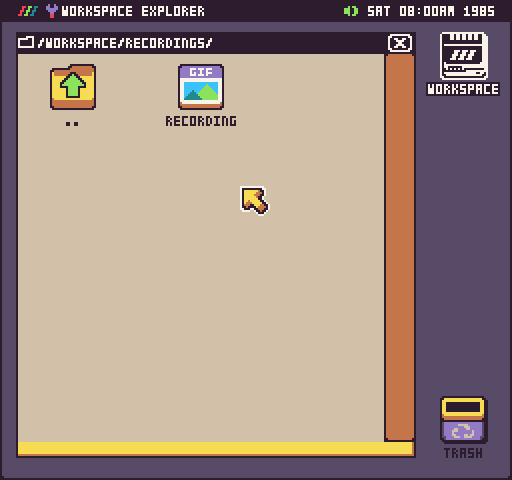 WORKSPACE EXPLORER
SAT 08:00AM 1985
/WORKSPACE/RECORDINGS/
GIF
..
RECORDING
WORKSPACE
TRASH